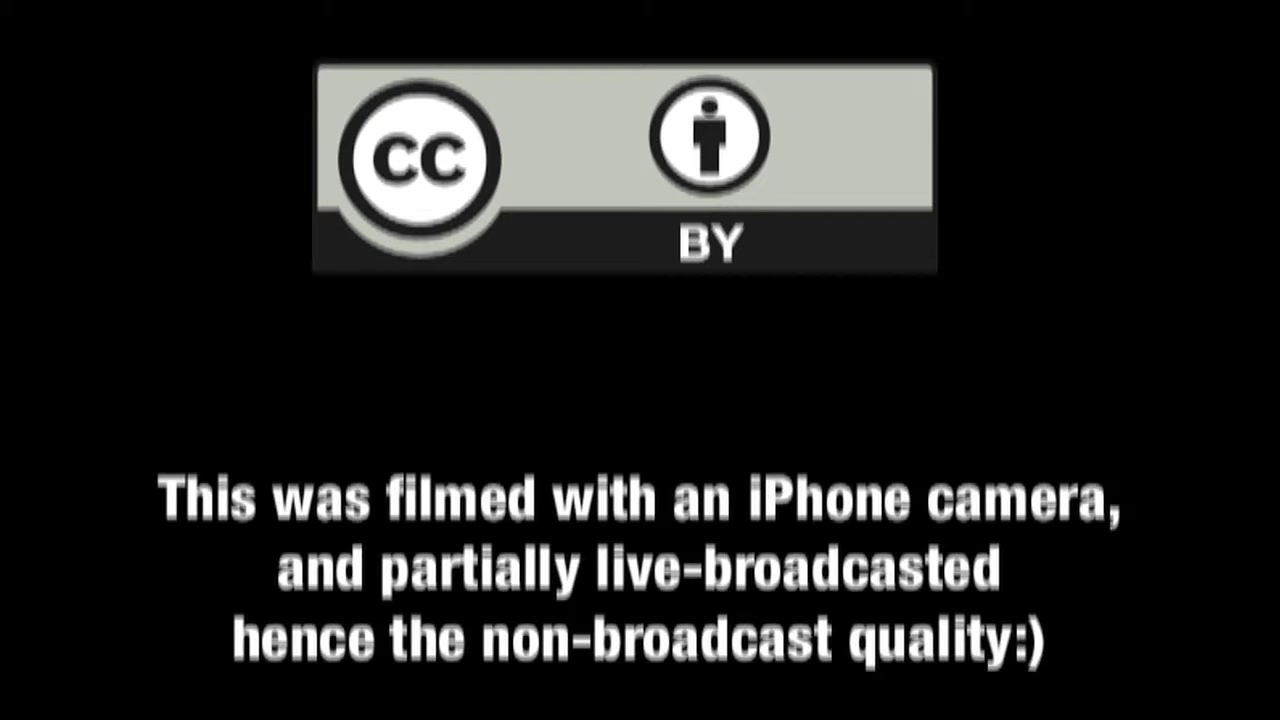 CC
BY
This was filmed with an iPhone camera,
and partially live-broadcasted
hence the non-broadcast quality:)